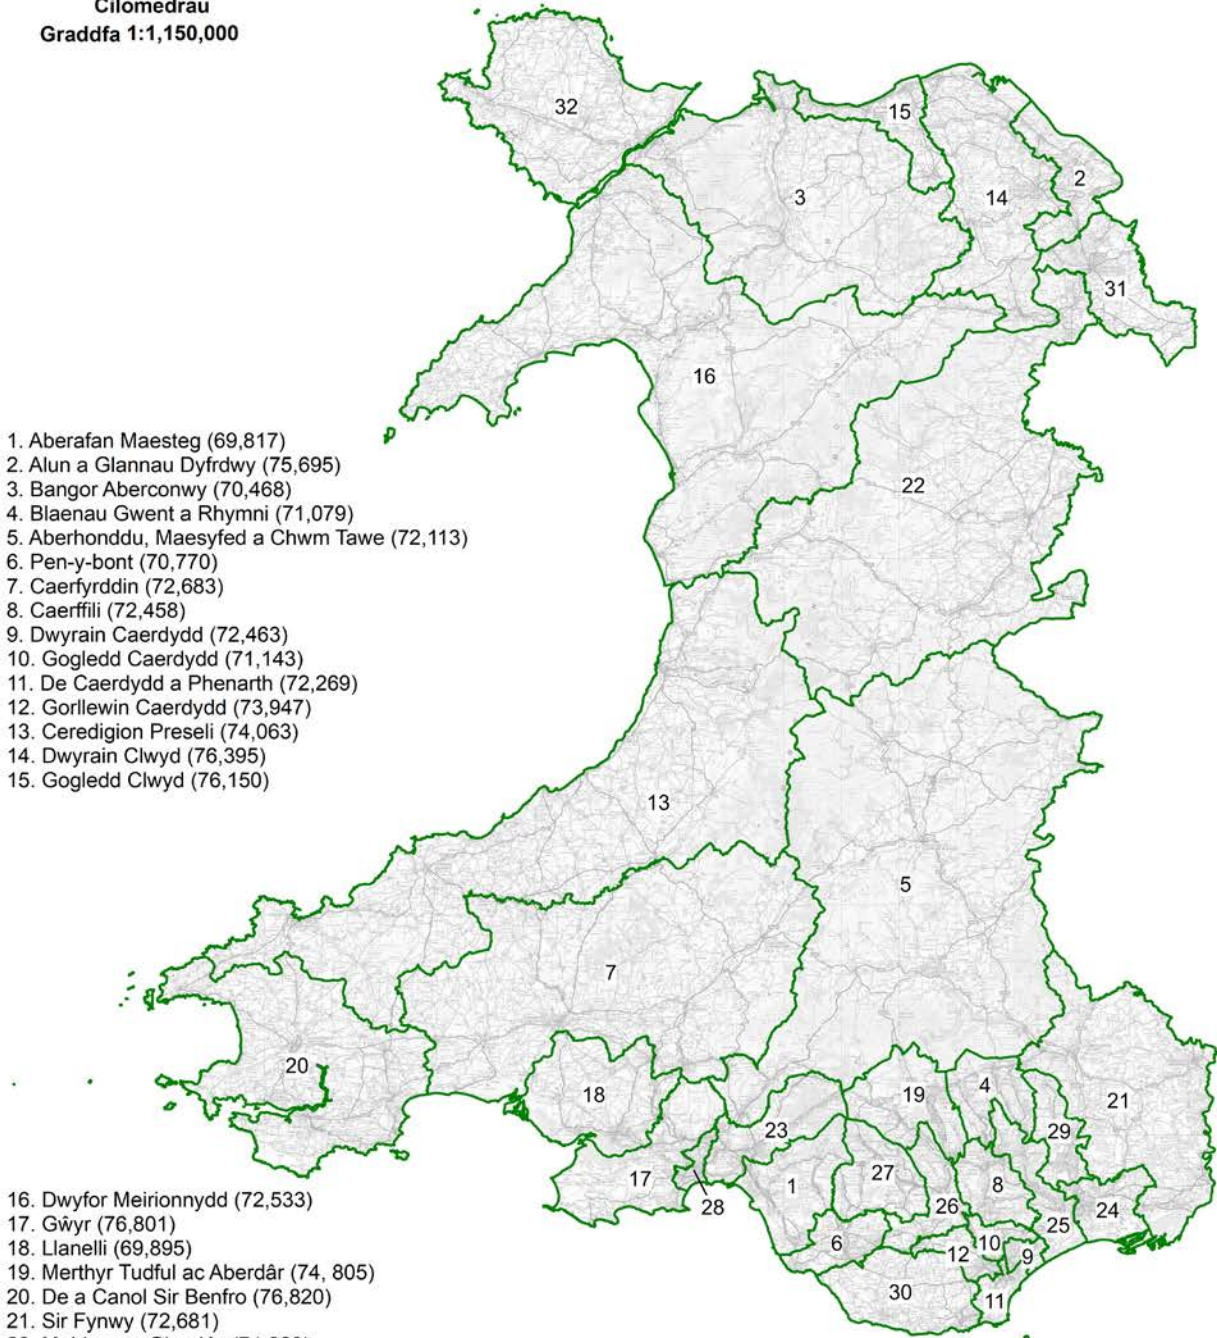 Cilomedrau
Graddfa 1:1,150,000
32
15
3
14
2
31
16
22
1. Aberafan Maesteg (69,817)
2. Alun a Glannau Dyfrdwy (75,695)
3. Bangor Aberconwy (70,468)
4. Blaenau Gwent a Rhymni (71,079)
5. Aberhonddu, Maesyfed a Chwm Tawe (72,113)
6. Pen-y-bont (70,770)
7. Caerfyrddin (72,683)
8. Caerffili (72,458)
9. Dwyrain Caerdydd (72,463)
10. Gogledd Caerdydd (71,143)
11. De Caerdydd a Phenarth (72,269)
12. Gorllewin Caerdydd (73,947)
13. Ceredigion Preseli (74,063)
14. Dwyrain Clwyd (76,395)
15. Gogledd Clwyd (76,150)
13
5
7
20
18
19
4
21
23
29
17
28
1
27
26
8
25
24
6
12
10
9
30
11
16. Dwyfor Meirionnydd (72,533)
17. Gŵyr (76,801)
18. Llanelli (69,895)
19. Merthyr Tudful ac Aberdâr (74, 805)
20. De a Canol Sir Benfro (76,820)
21. Sir Fynwy (72,681)